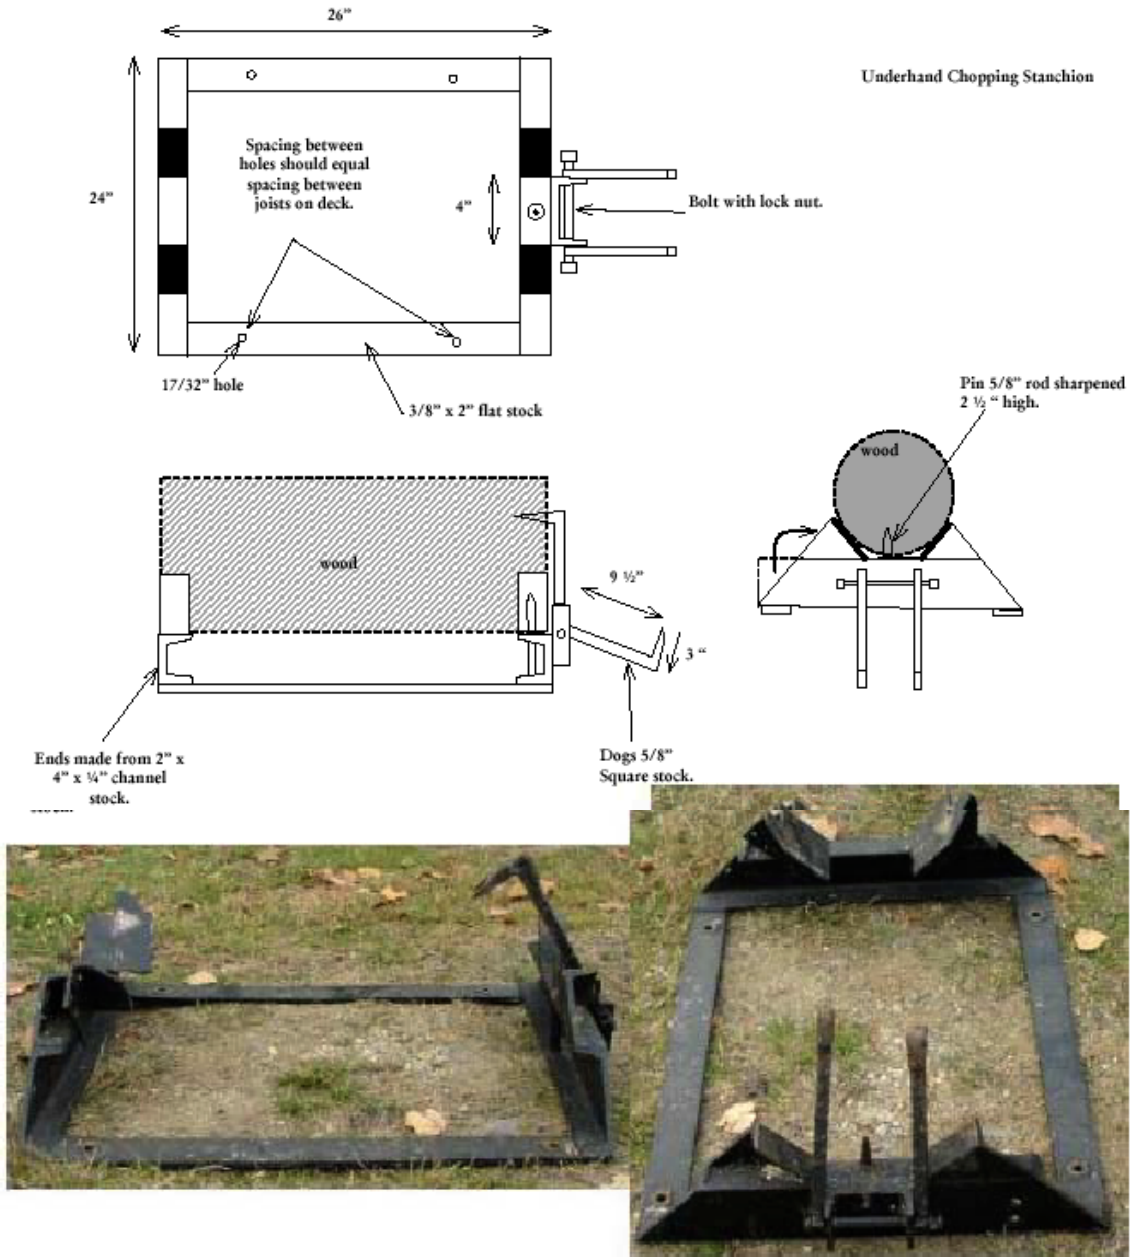 26”
Underhand Chopping Stanchion
Spacing between
holes should equal
spacing between
joists on deck.
24”
4”
Bolt with lock nut.
17/32” hole
3/8” x 2” flat stock
Pin 5/8” rod sharpened
2 ½ “ high.
wood
wood
9 ½”
3 “
Ends made from 2” x
4” x ¼” channel
stock.
Dogs 5/8”
Square stock.